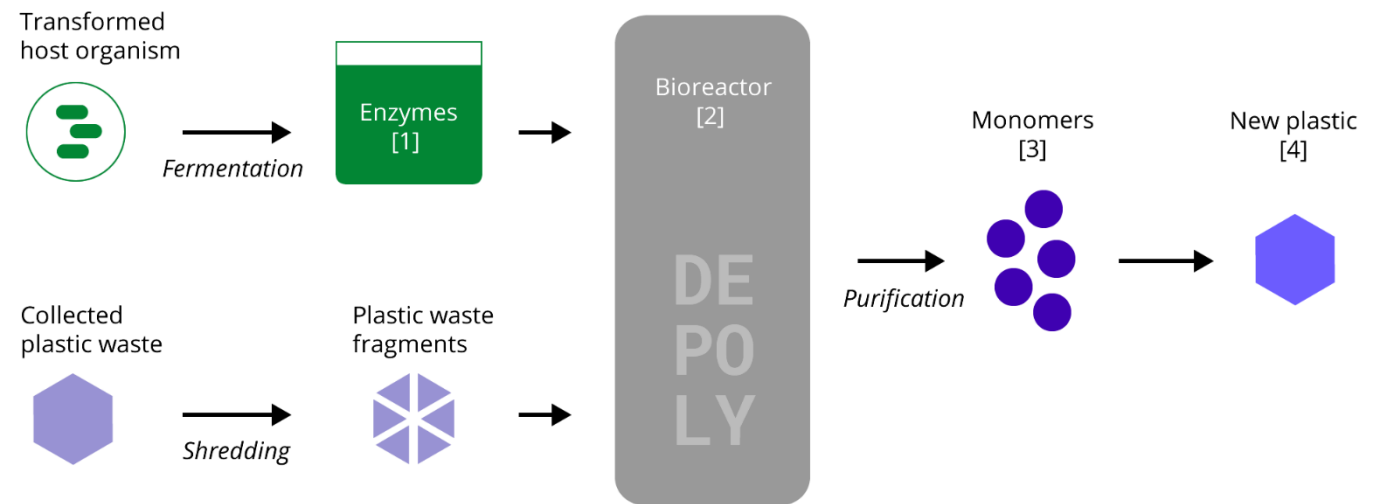 Transformed
host organism
Fermentation
Enzymes
[1]
Collected
plastic waste
Shredding
Plastic waste
fragments
Bioreactor
[2]
DE
PO
LY
Purification
Monomers
[3]
New plastic
[4]